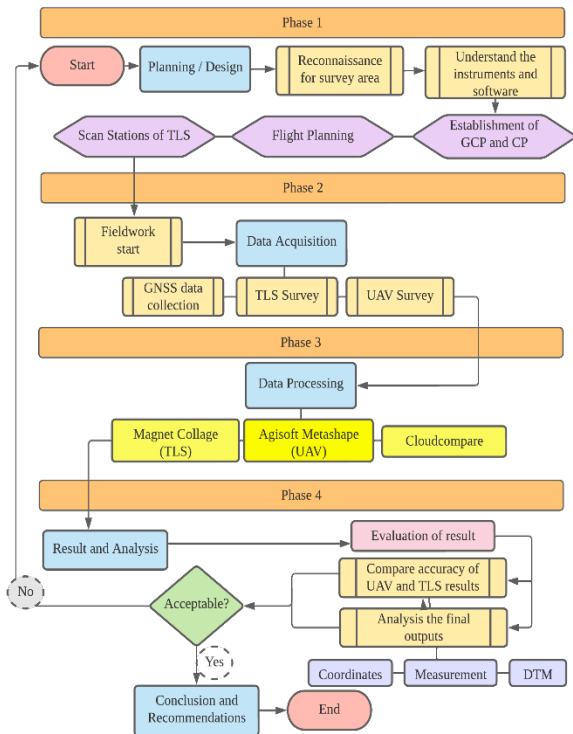 Phase 1
Start
Planning / Design
Reconnaissance
for survey area
Understand the
instruments and
software
Scan Stations of TLS
Flight Planning
Establishment of
GCP and CP
Phase 2
Fieldwork
start
Data Acquisition
GNSS data
collection
TLS Survey
UAV Survey
Phase 3
Data Processing
Magnet Collage
(TLS)
Agisoft Metashape
(UAV)
Cloudcompare
Phase 4
Result and Analysis
Evaluation of result
Compare accuracy of
UAV and TLS results
No
Acceptable?
Analysis the final
outputs
Yes
Coordinates
Measurement
DTM
Conclusion and
Recommendations
End